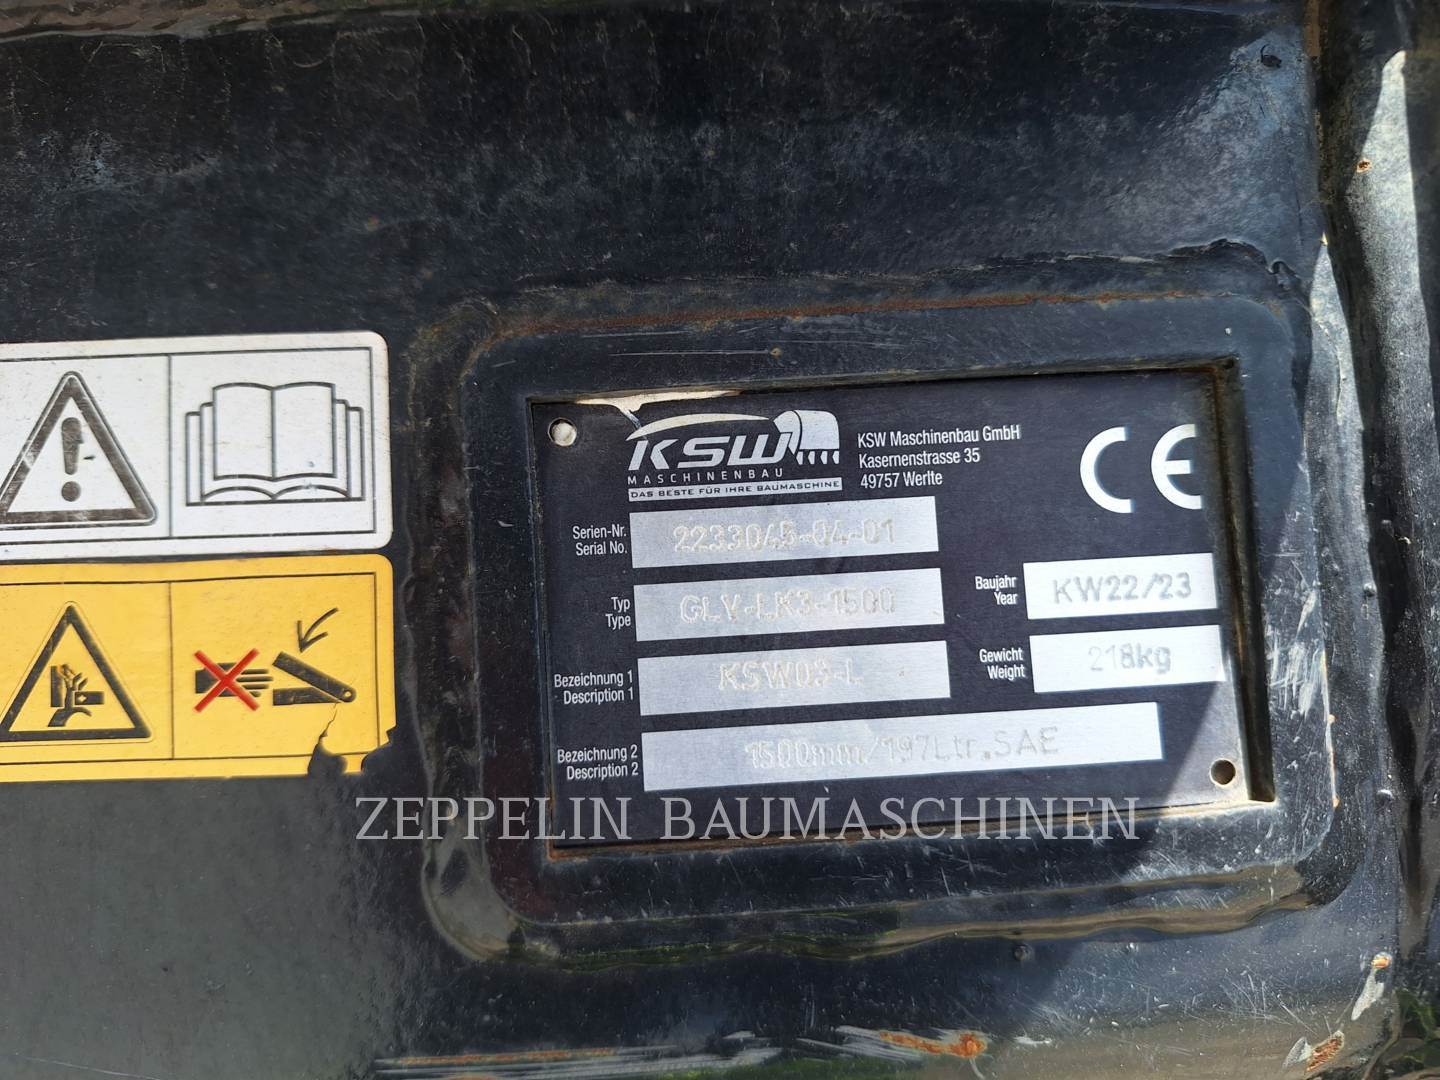 KSW
MASCHINENBAU
DAS BESTE FÜR IHRE BAUMASCHINE
KSW Maschinenbau GmbH
Kasernenstrasse 35
49757 Werlte
CE
Serien-Nr.
Serial No.
2233045-04-01
Typ
Type
GLV-LK3-1500
Baujahr
Year
KW22/23
Bezeichnung 1
Description 1
KSW03-L
Gewicht
Weight
218kg
Bezeichnung 2
Description 2
1500mm/197Ltr.SAE
ZEPPELIN BAUMASCHINEN